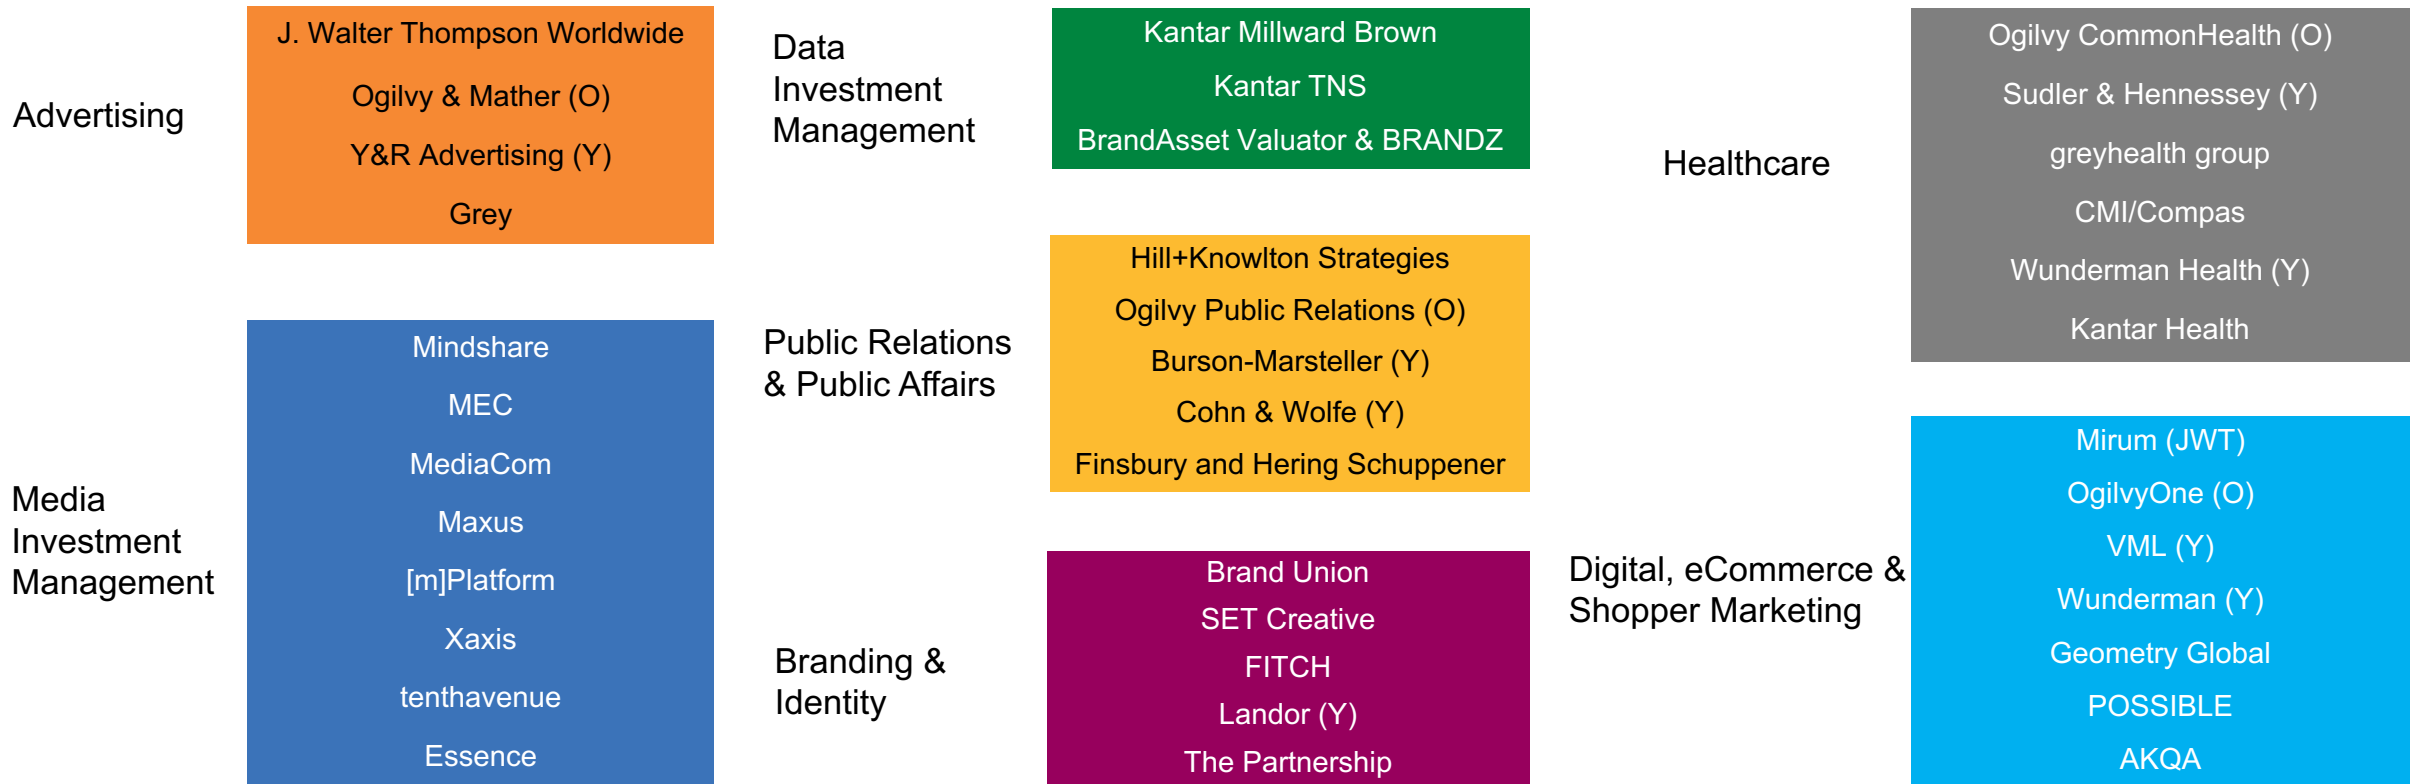 Advertising
J. Walter Thompson Worldwide
Ogilvy & Mather (O)
Y&R Advertising (Y)
Grey
Media
Investment
Management
Mindshare
MEC
MediaCom
Maxus
[m]Platform
Xaxis
tenthavenue
Essence
Data
Investment
Management
Kantar Millward Brown
Kantar TNS
BrandAsset Valuator & BRANDZ
Public Relations
& Public Affairs
Hill+Knowlton Strategies
Ogilvy Public Relations (O)
Burson-Marsteller (Y)
Cohn & Wolfe (Y)
Finsbury and Hering Schuppener
Branding &
Identity
Brand Union
SET Creative
FITCH
Landor (Y)
The Partnership
Healthcare
Ogilvy CommonHealth (O)
Sudler & Hennessey (Y)
greyhealth group
CMI/Compas
Wunderman Health (Y)
Kantar Health
Digital, eCommerce &
Shopper Marketing
Mirum (JWT)
OgilvyOne (O)
VML (Y)
Wunderman (Y)
Geometry Global
POSSIBLE
AKQA